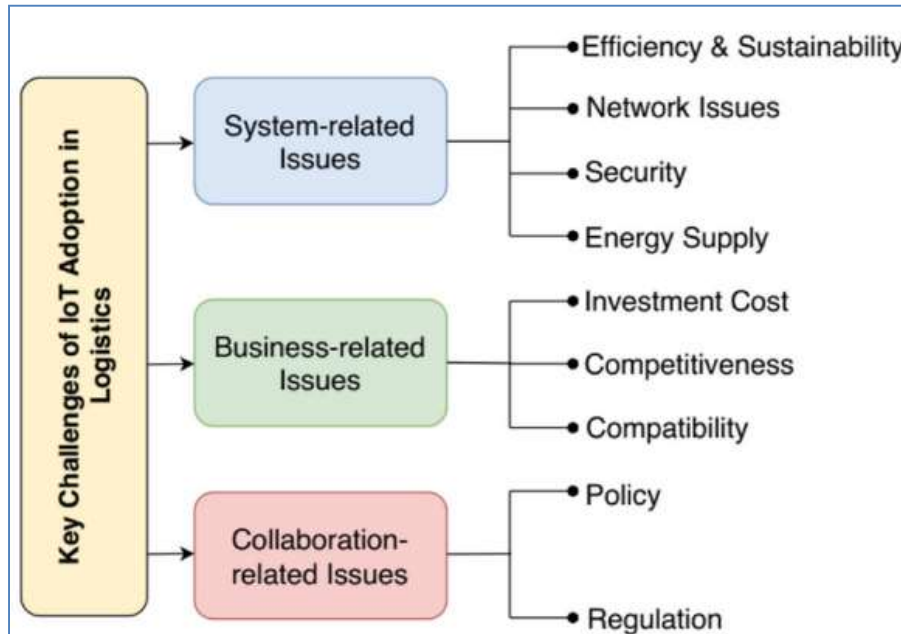 Key Challenges of IoT Adoption in
Logistics
System-related
Issues
Efficiency & Sustainability
Network Issues
Security
Energy Supply
Business-related
Issues
Investment Cost
Competitiveness
Compatibility
Collaboration-
related Issues
Policy
Regulation